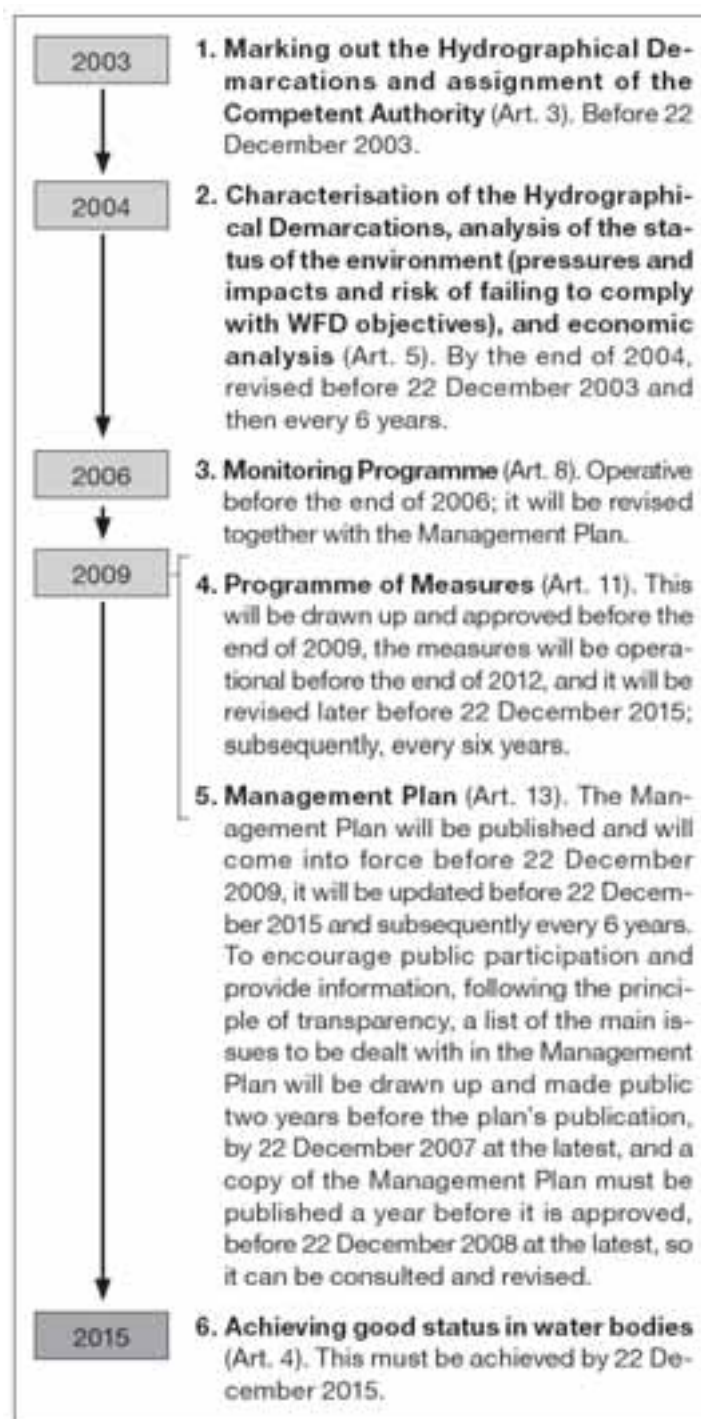 2003
1. Marking out the Hydrographical De-
marcations and assignment of the
Competent Authority (Art. 3). Before 22
December 2003.
2004
2. Characterisation of the Hydrographi-
cal Demarcations, analysis of the sta-
tus of the environment (pressures and
impacts and risk of failing to comply
with WFD objectives), and economic
analysis (Art. 5). By the end of 2004,
revised before 22 December 2003 and
then every 6 years.
2006
3. Monitoring Programme (Art. 8). Operative
before the end of 2006; it will be revised
together with the Management Plan.
2009
4. Programme of Measures (Art. 11). This
will be drawn up and approved before the
end of 2009, the measures will be opera-
tional before the end of 2012, and it will be
revised later before 22 December 2015;
subsequently, every six years.
5. Management Plan (Art. 13). The Man-
agement Plan will be published and will
come into force before 22 December
2009, it will be updated before 22 Decem-
ber 2015 and subsequently every 6 years.
To encourage public participation and
provide information, following the princi-
ple of transparency, a list of the main is-
sues to be dealt with in the Management
Plan will be drawn up and made public
two years before the plan's publication,
by 22 December 2007 at the latest, and a
copy of the Management Plan must be
published a year before it is approved,
before 22 December 2008 at the latest, so
it can be consulted and revised.
2015
6. Achieving good status in water bodies
(Art. 4). This must be achieved by 22 De-
cember 2015.